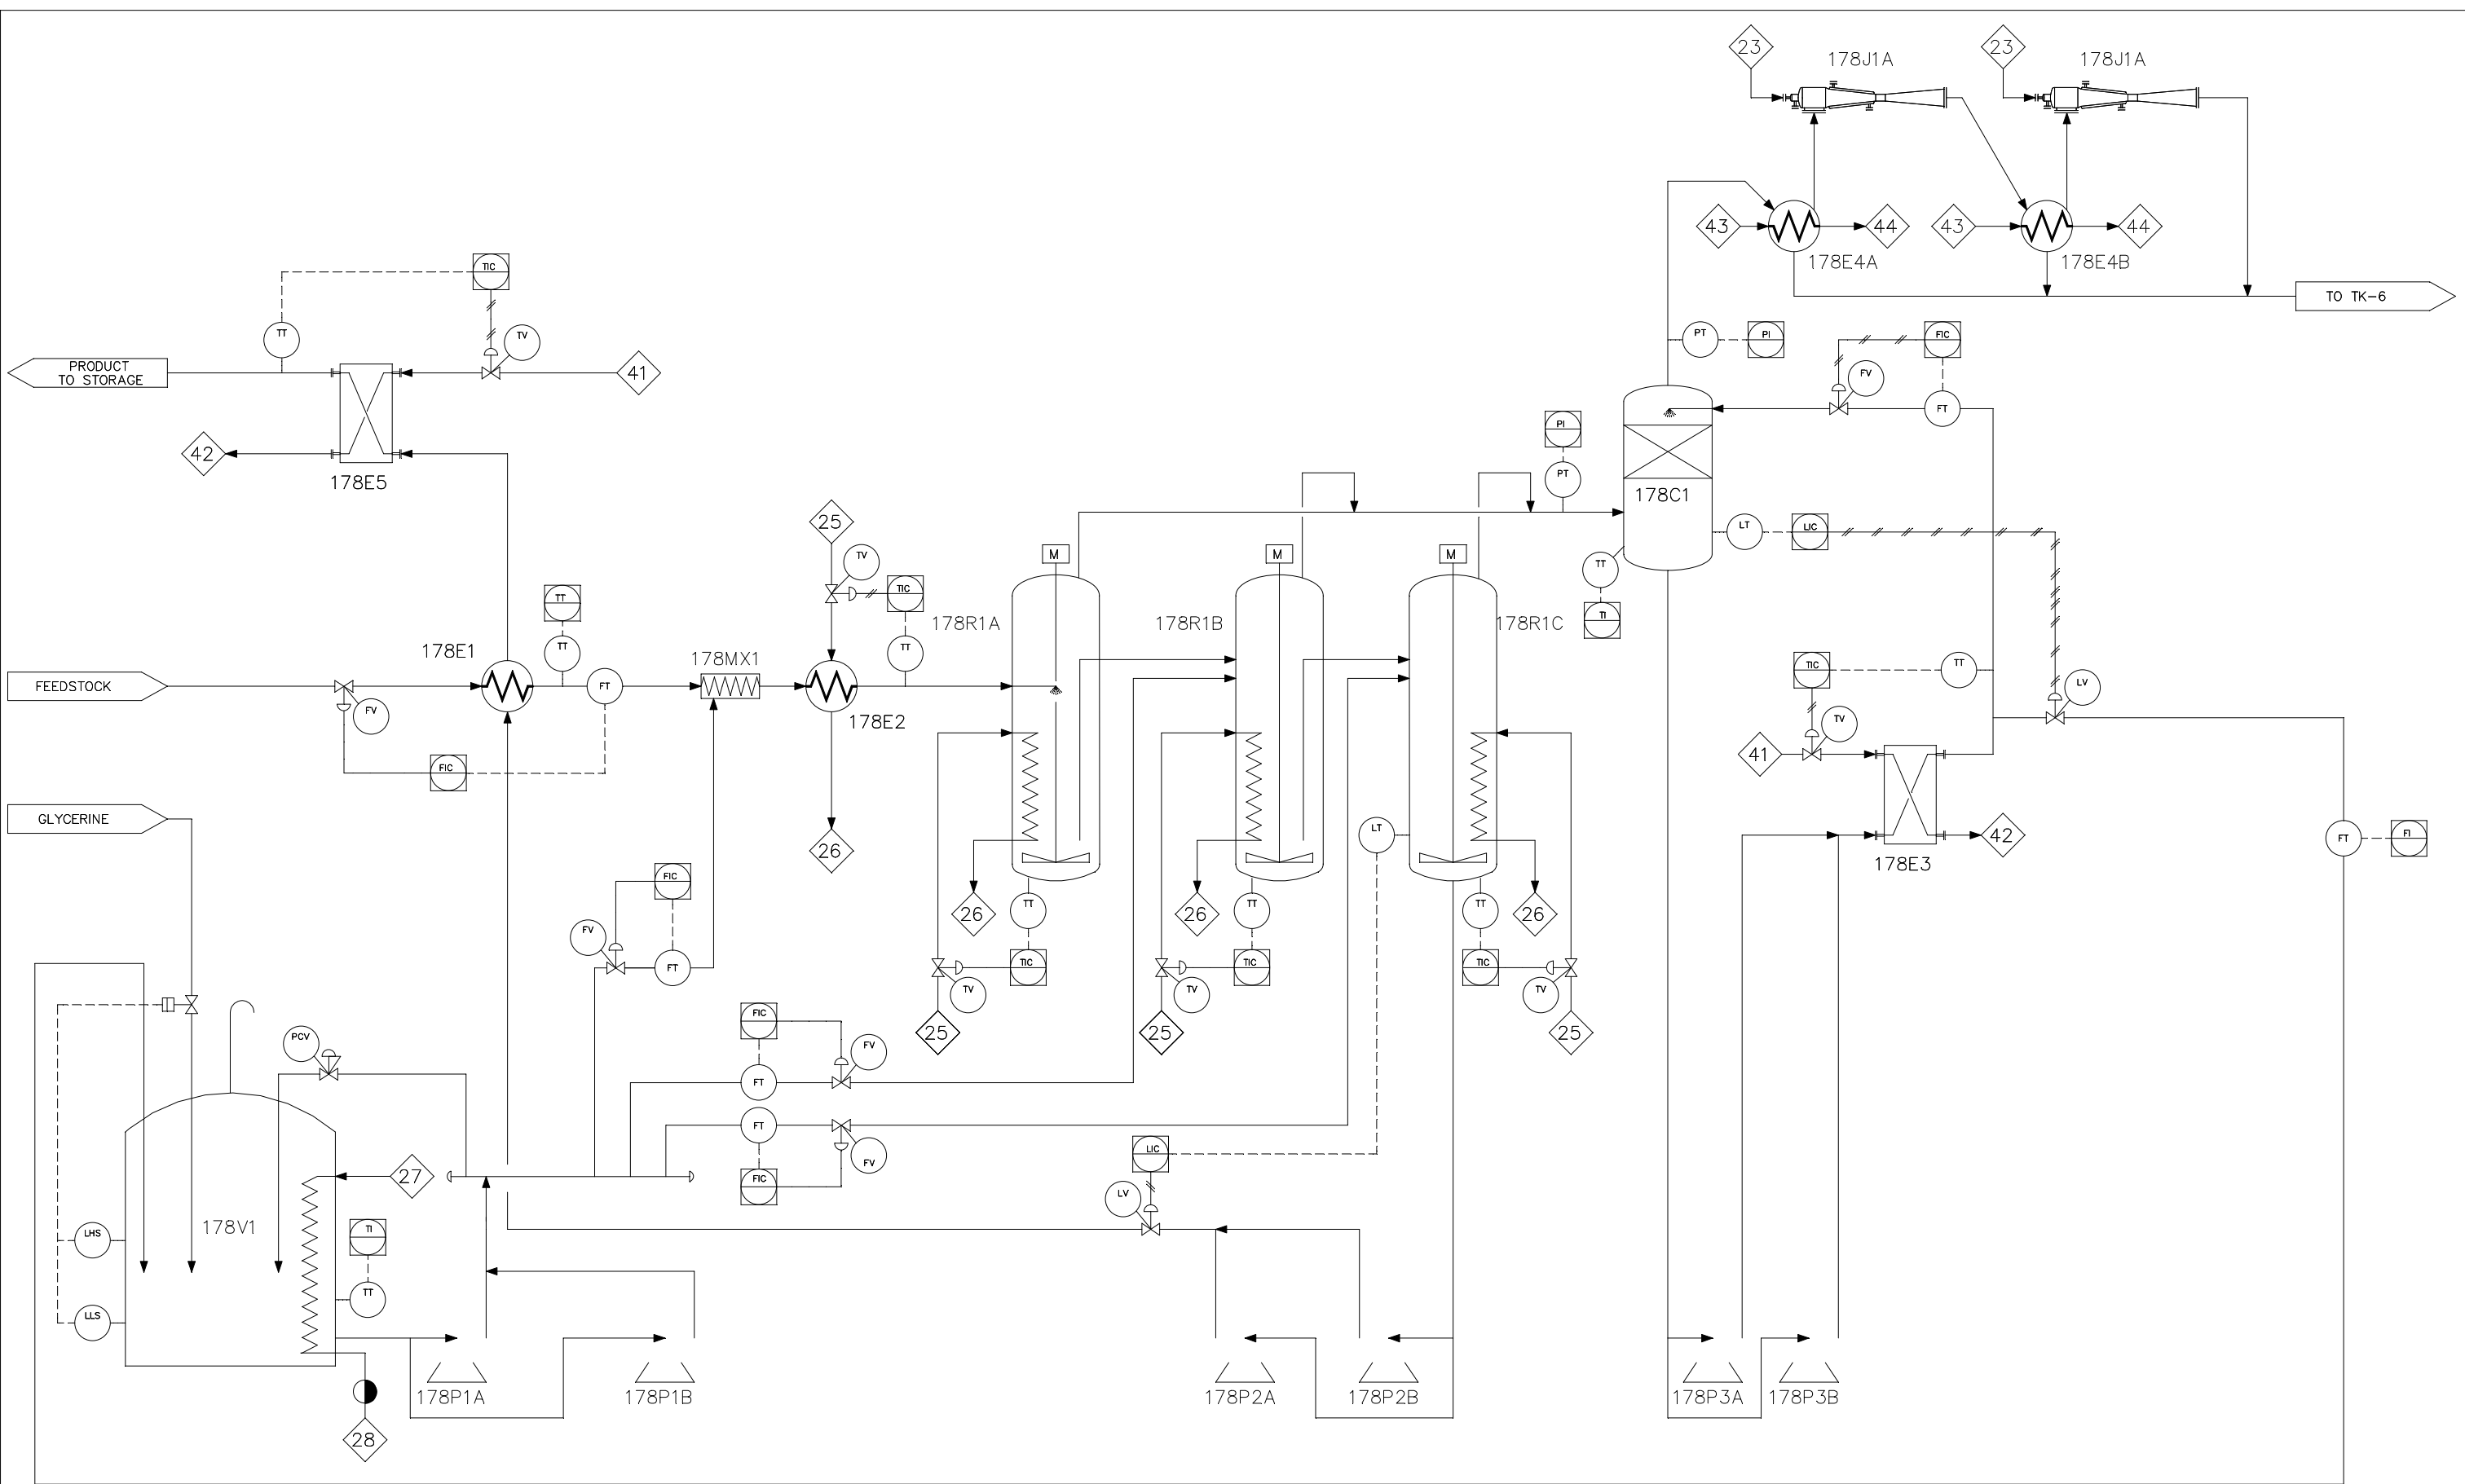 23
178J1A
23
178J1A
43
44
178E4A
43
44
178E4B
TO TK-6
TIC
TT
TV
PRODUCT
TO STORAGE
41
42
178E5
PT
PI
FIC
FV
FT
PI
PT
178C1
LT
LIC
TT
TI
25
TV
TIC
TT
178E1
TT
TT
FEEDSTOCK
FV
FT
FIC
178MX1
178E2
26
178R1A
M
178R1B
M
178R1C
M
TIC
TT
LV
TV
41
42
178E3
FT
FI
GLYCERINE
FIC
FV
FT
LT
26
TT
TIC
TV
25
26
TT
TIC
TV
25
26
TT
TIC
TV
25
PCV
FIC
FV
FT
FT
FV
FIC
LIC
LV
27
178V1
LHS
LLS
TI
TT
28
178P1A
178P1B
178P2A
178P2B
178P3A
178P3B